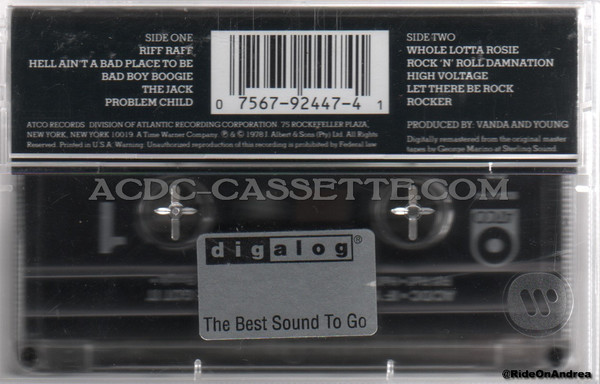 SIDE ONE
RIFF RAFF
HELL AIN'T A BAD PLACE TO BE
BAD BOY BOOGIE
THE JACK
PROBLEM CHILD
0 7567-92447-4 1
SIDE TWO
WHOLE LOTTA ROSIE
ROCK 'N' ROLL DAMNATION
HIGH VOLTAGE
LET THERE BE ROCK
ROCKER
ATCO RECORDS DIVISION OF ATLANTIC RECORDING CORPORATION 75 ROCKEFELLER PLAZA,
NEW YORK, NEW YORK 10019. A Time Warner Company. ℗ & © 1978 J. Albert & Sons (Pty) Ltd. All Rights
Reserved. Printed in U.S.A. Warning: Unauthorized reproduction of this recording is prohibited by Federal law
PRODUCED BY: VANDA AND YOUNG
Digitally remastered from the original master
tapes by George Marino at Sterling Sound.
ACDC-CASSETTE.COM
1
digalog®
The Best Sound To Go
@RideOnAndrea